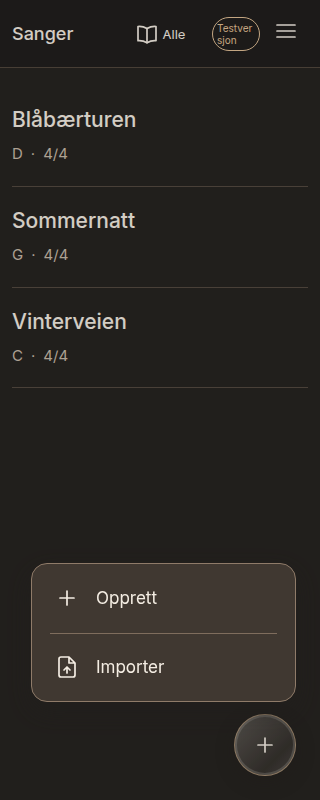 Sanger
Alle
Testver
sjon
Blåbærturen
D · 4/4
Sommernatt
G · 4/4
Vinterveien
C · 4/4
Opprett
Importer